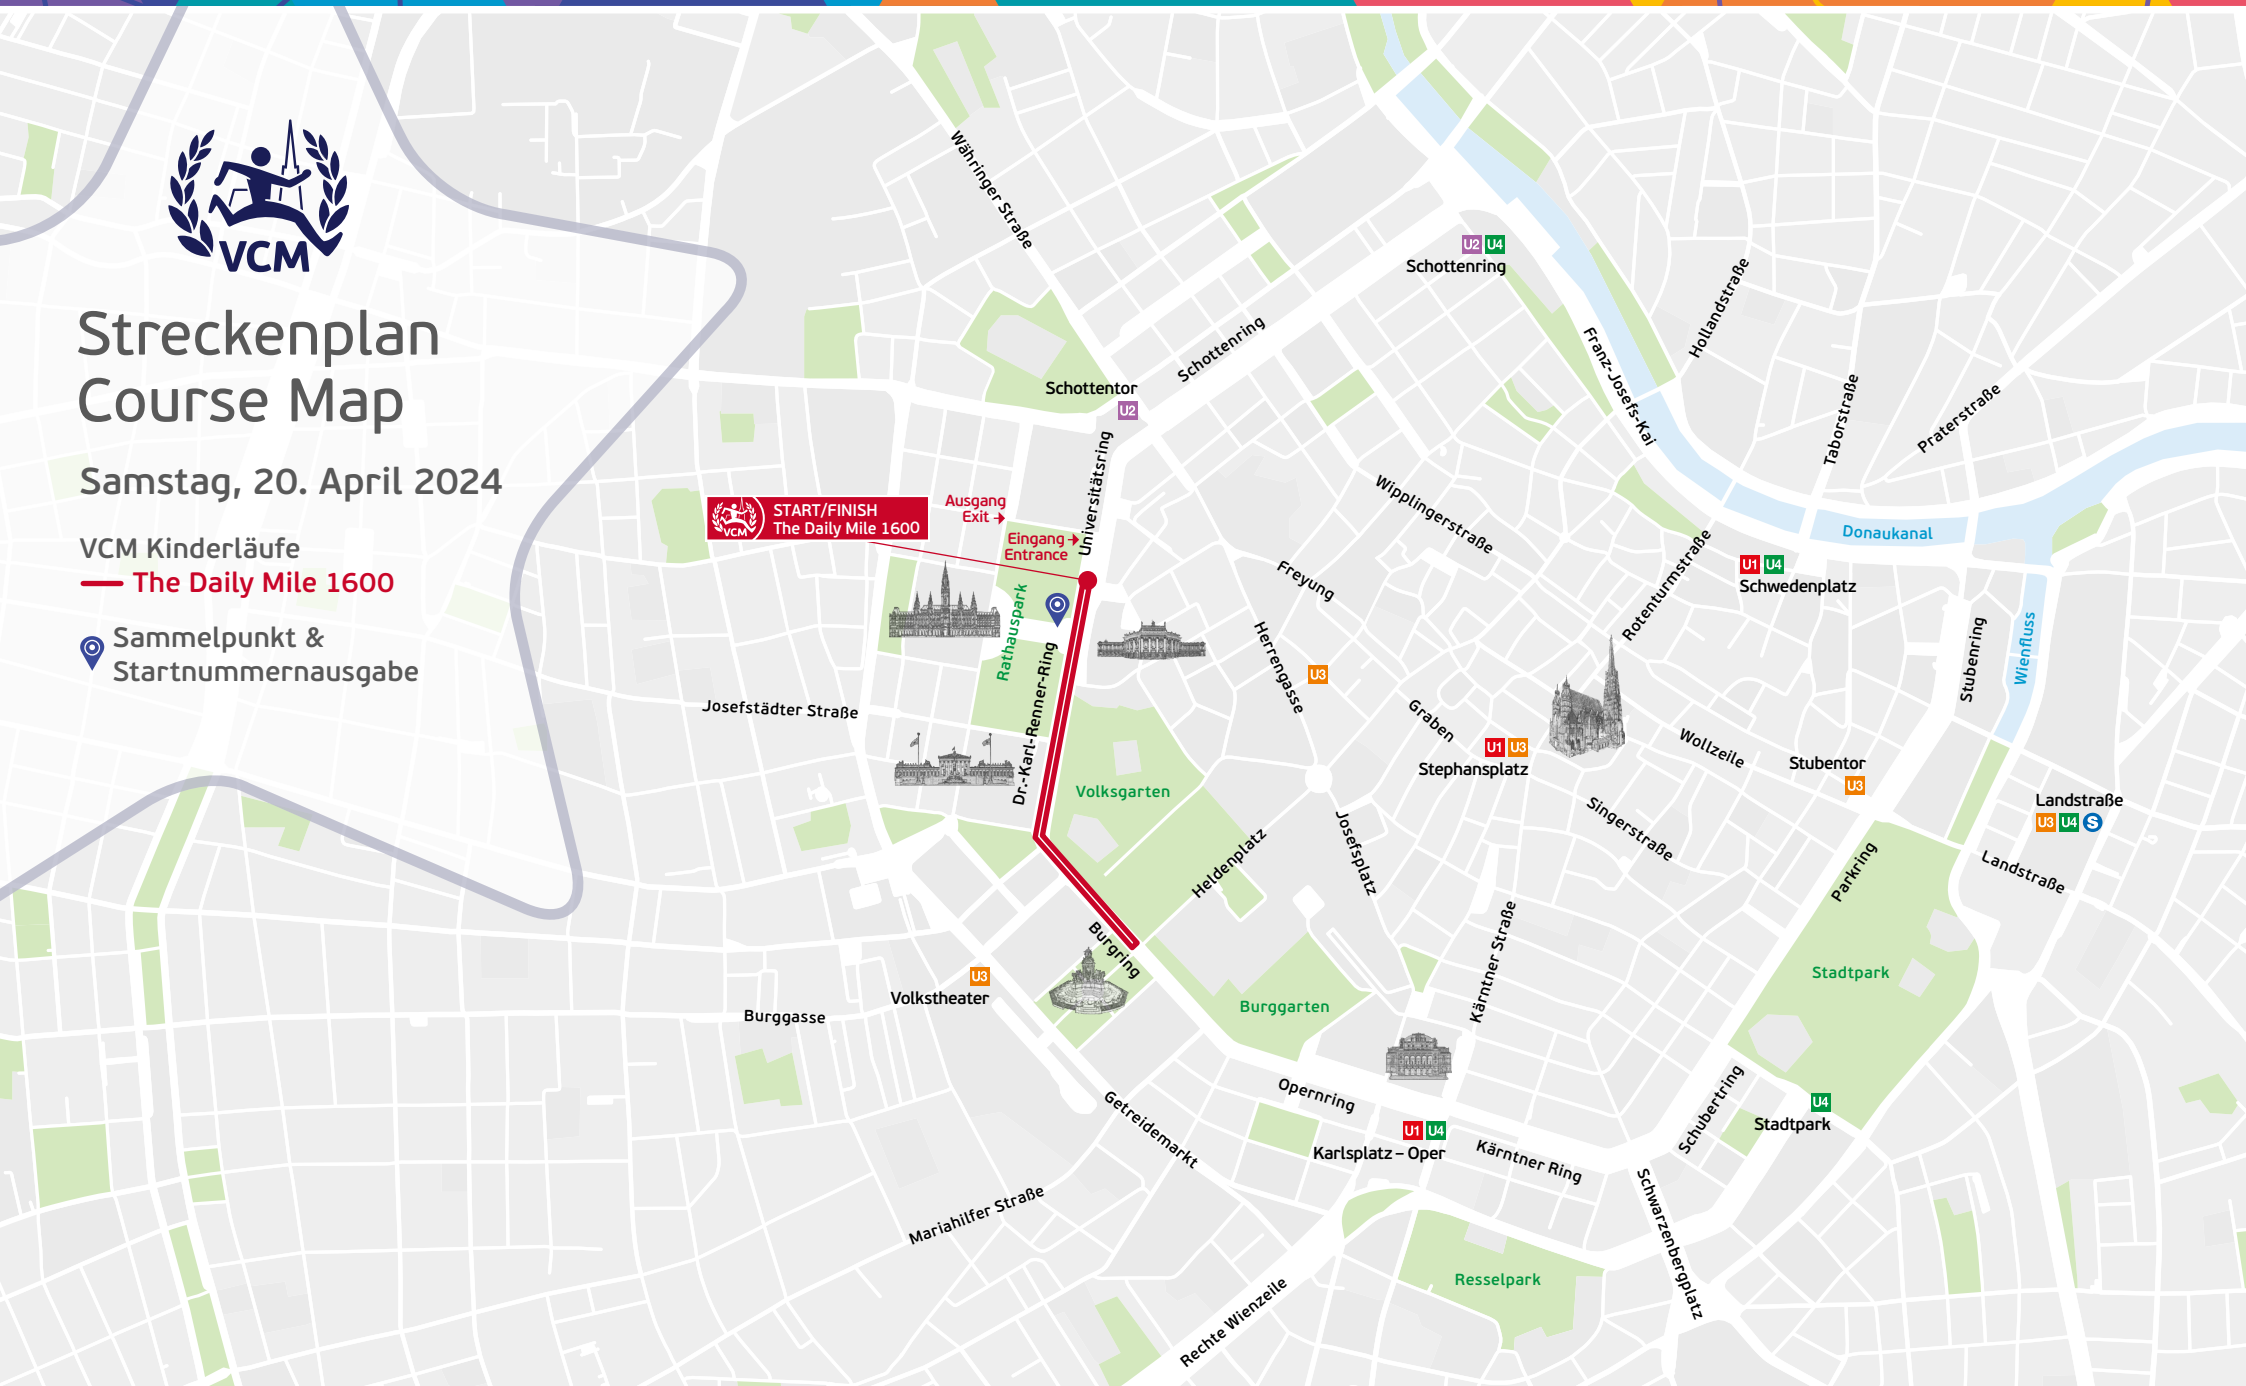 VCM
Streckenplan
Course Map
Samstag, 20. April 2024
VCM Kinderläufe
The Daily Mile 1600
Sammelpunkt &
Startnummernausgabe
Währinger Straße
U2 U4
Schottenring
Schottenring
Hollandstraße
Franz-Josefs-Kai
Taborstraße
Praterstraße
Schottentor
U2
Universitätsring
VCM
START/FINISH
The Daily Mile 1600
Ausgang
Exit
Eingang
Entrance
Wipplingerstraße
Donaukanal
U1 U4
Schwedenplatz
Rotenturmstraße
Freyung
Rathauspark
Herrengasse
U3
Stubenring
Wienfluss
Josefstädter Straße
Dr.-Karl-Renner-Ring
Graben
U1 U3
Stephansplatz
Wollzeile
Stubentor
U3
Volksgarten
Landstraße
U3 U4 S
Landstraße
Singerstraße
Josefsplatz
Heldenplatz
Parkring
Burgring
Kärntner Straße
U3
Volkstheater
Burggasse
Burggarten
Stadtpark
Opernring
Getreidemarkt
U1 U4
Karlsplatz – Oper
Kärntner Ring
Schubertring
U4
Stadtpark
Mariahilfer Straße
Schwarzenbergplatz
Resselpark
Rechte Wienzeile